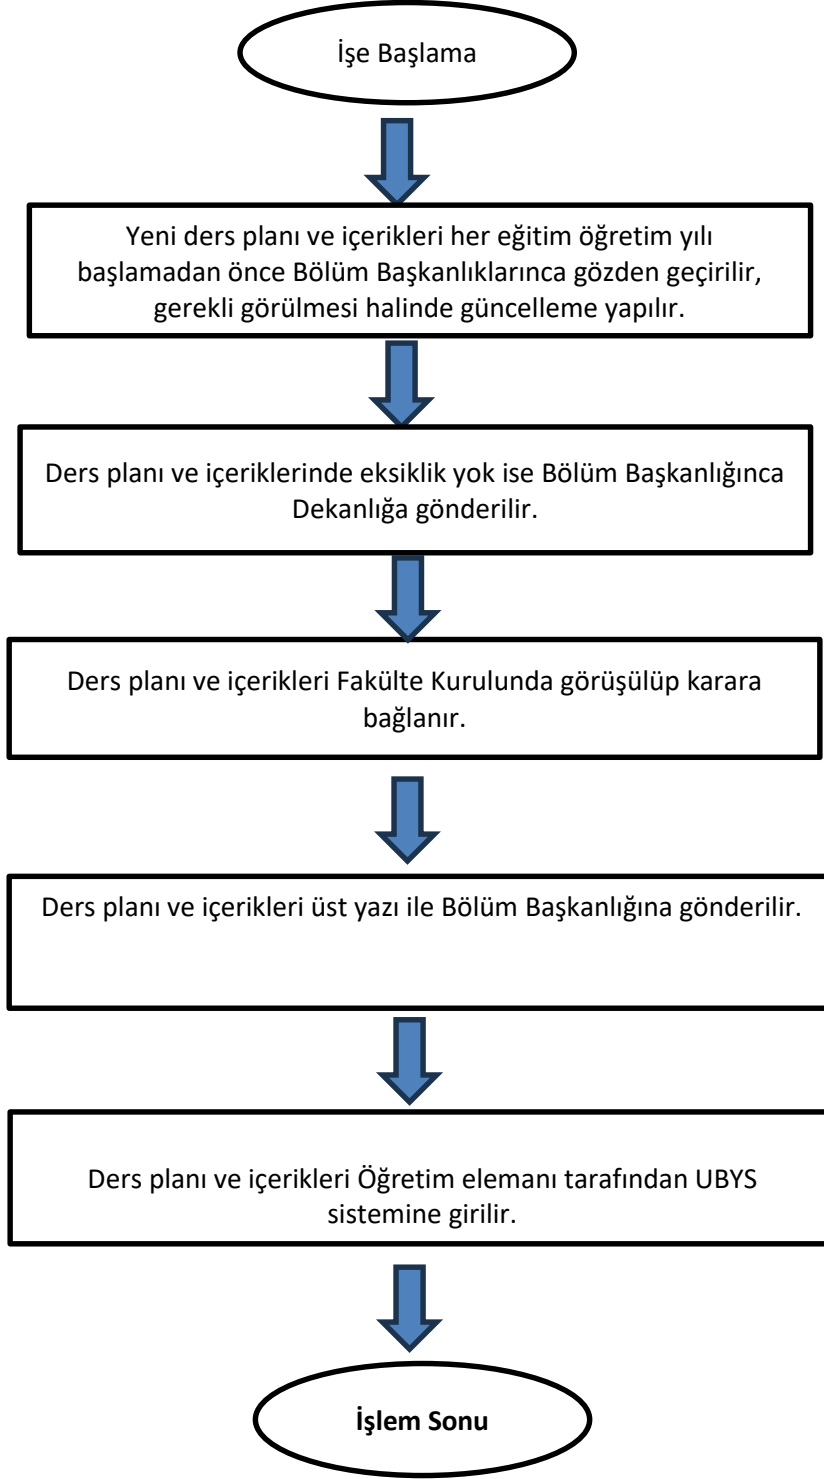 İşe Başlama
Yeni ders planı ve içerikleri her eğitim öğretim yılı
başlamadan önce Bölüm Başkanlıklarınca gözden geçirilir,
gerekli görülmesi halinde güncelleme yapılır.
Ders planı ve içeriklerinde eksiklik yok ise Bölüm Başkanlığınca
Dekanlığa gönderilir.
Ders planı ve içerikleri Fakülte Kurulunda görüşülüp karara
bağlanır.
Ders planı ve içerikleri üst yazı ile Bölüm Başkanlığına gönderilir.
Ders planı ve içerikleri Öğretim elemanı tarafından UBYS
sistemine girilir.
İşlem Sonu